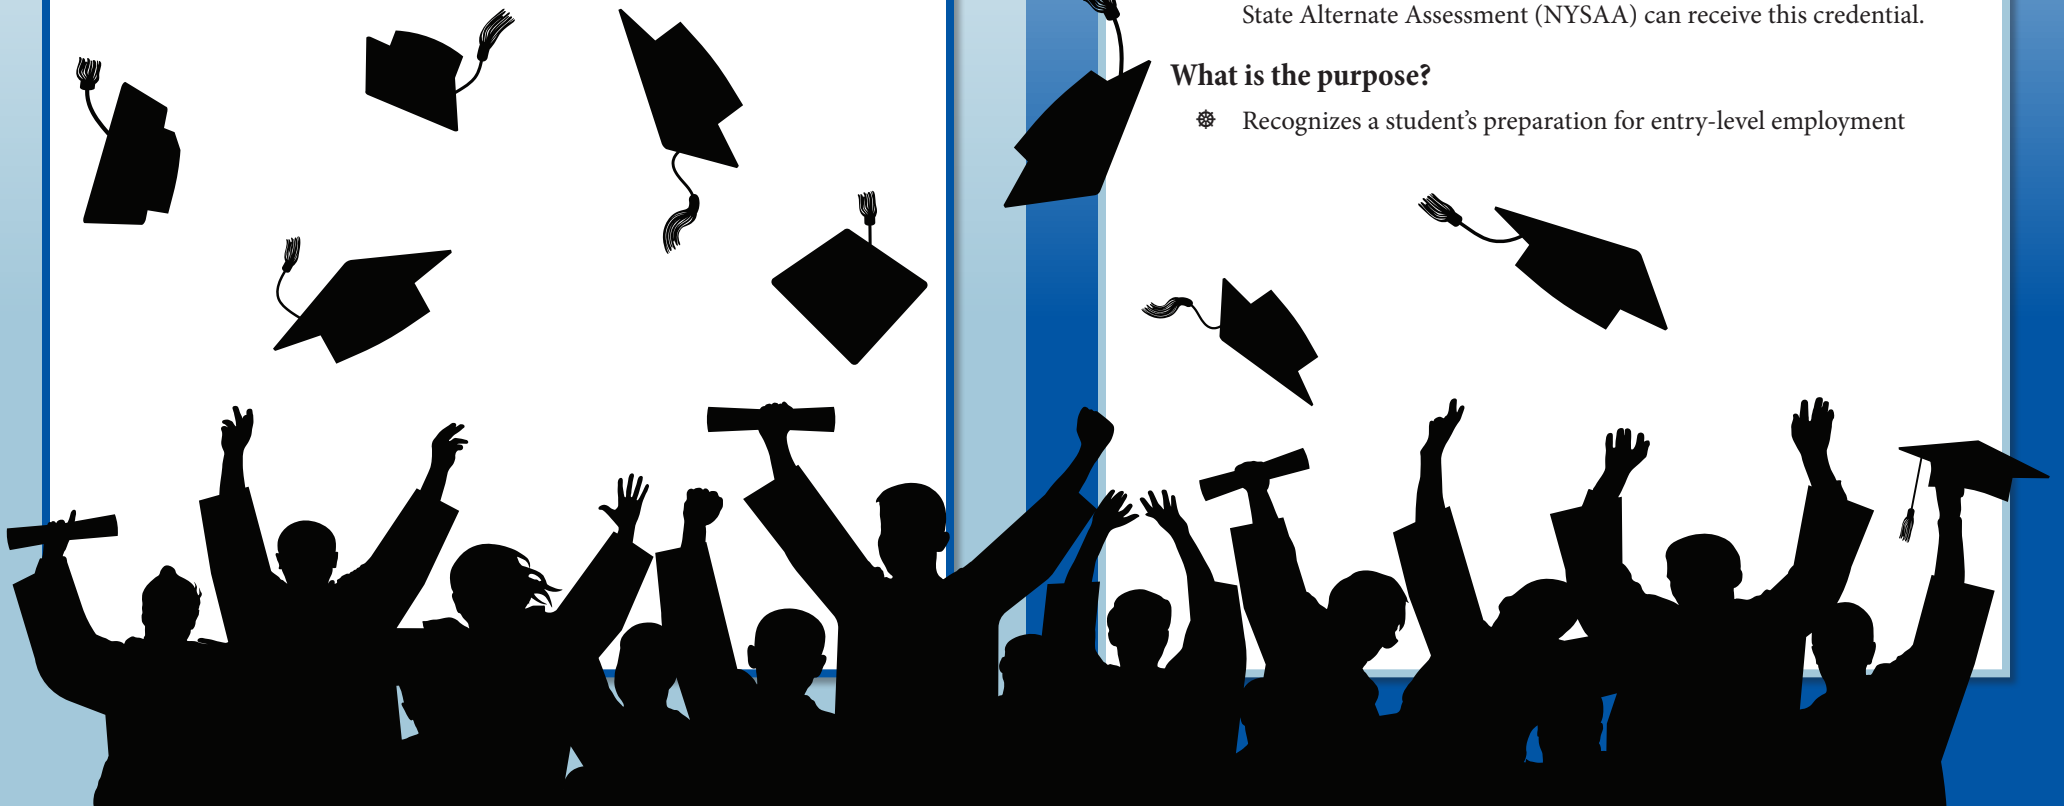 State Alternate Assessment (NYSAA) can receive this credential.
What is the purpose?
Recognizes a student’s preparation for entry-level employment